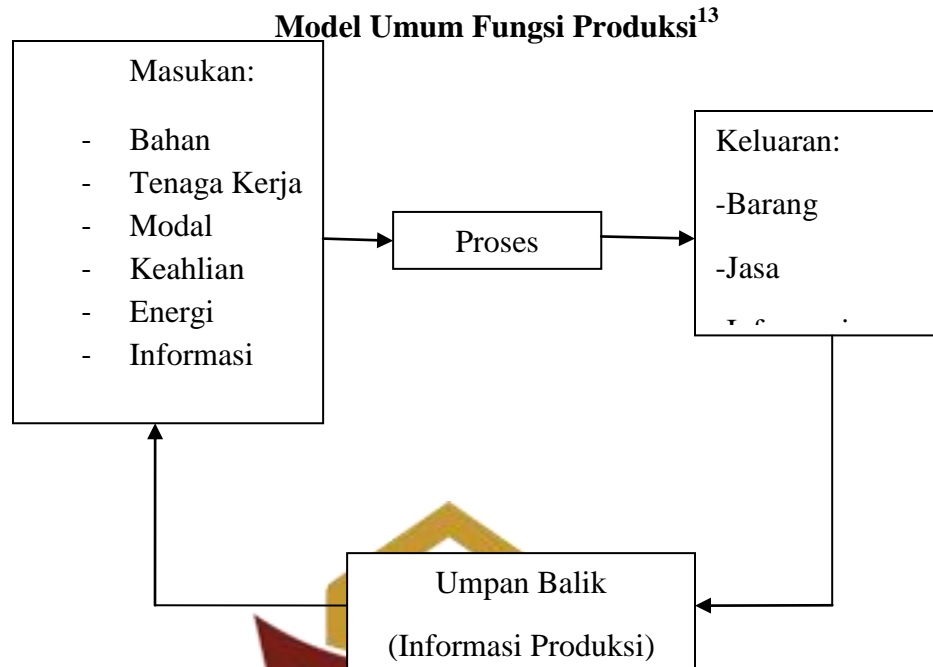 Model Umum Fungsi Produksi13
Masukan:
- Bahan
- Tenaga Kerja
- Modal
- Keahlian
- Energi
- Informasi
Proses
Keluaran:
-Barang
-Jasa
Umpan Balik
(Informasi Produksi)